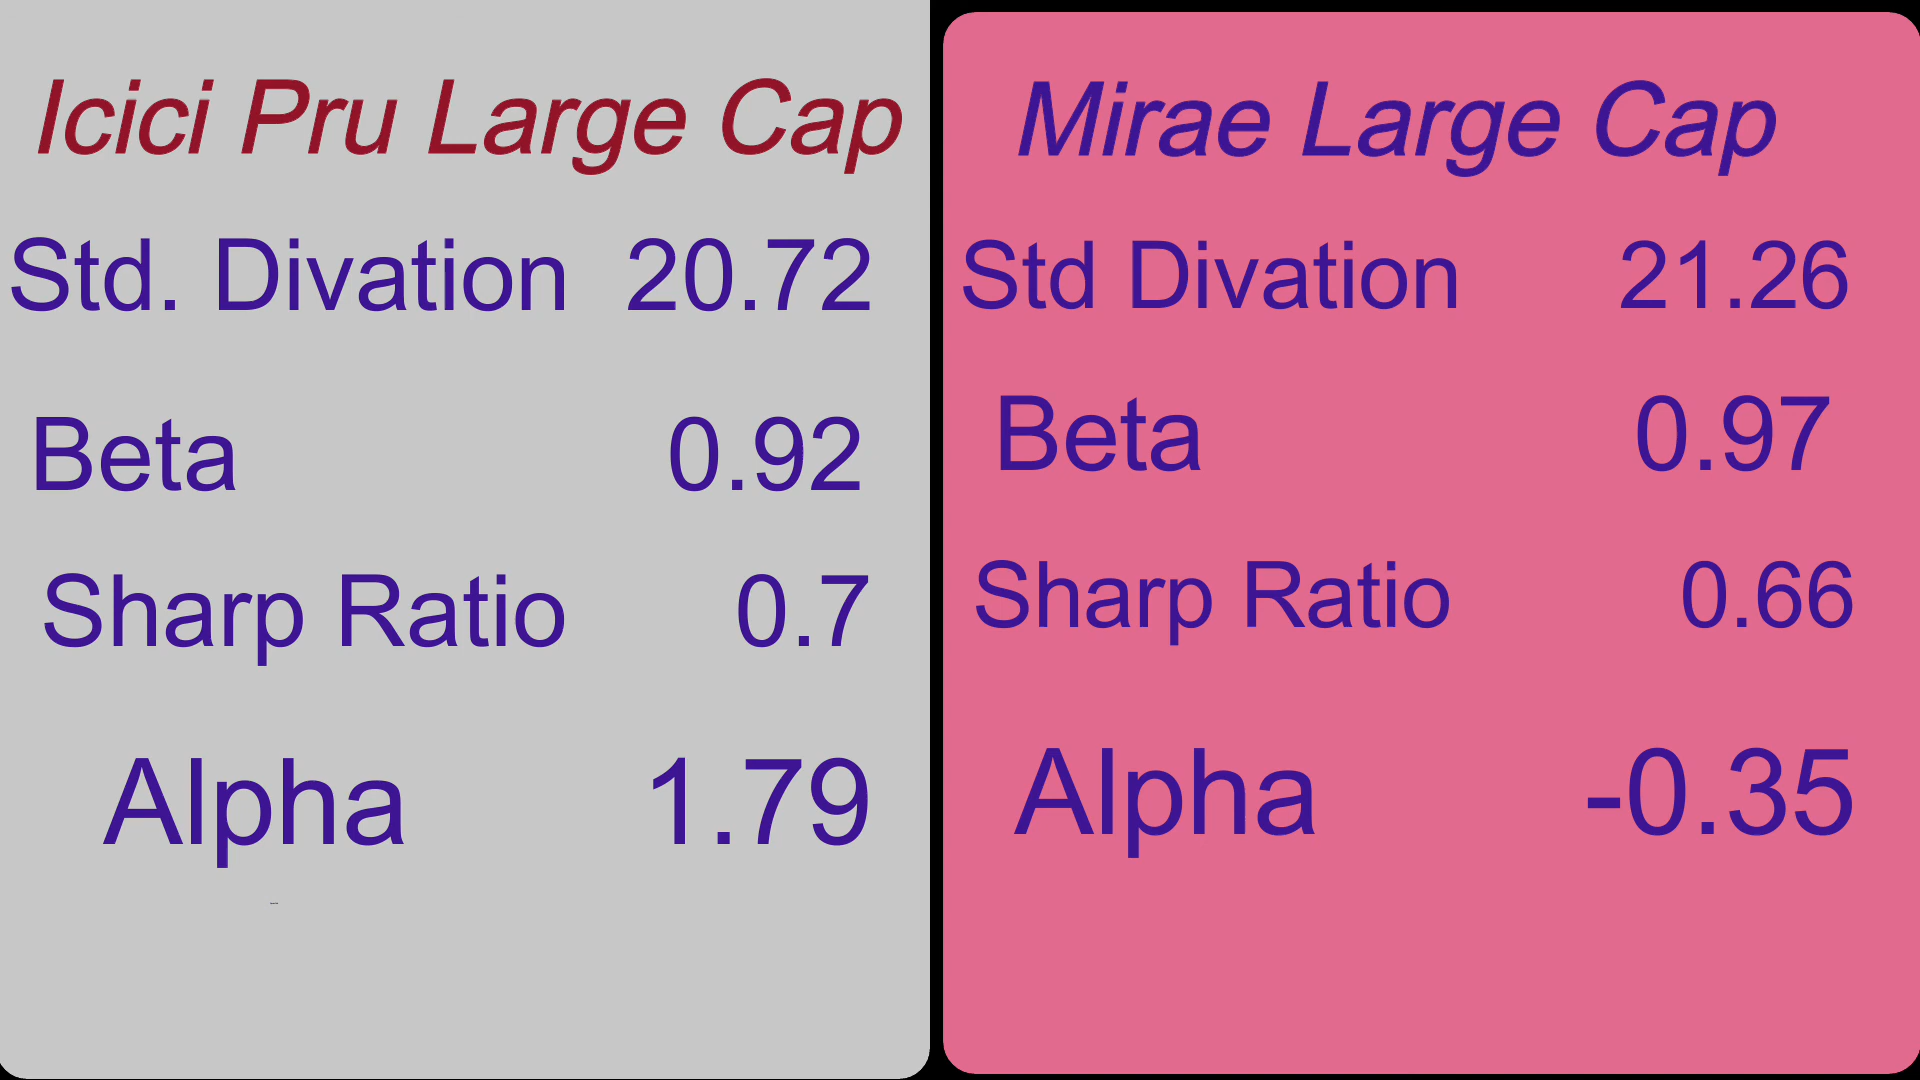 Icici Pru Large Cap
Std. Divation 20.72
Beta 0.92
Sharp Ratio 0.7
Alpha 1.79
Mirae Large Cap
Std Divation 21.26
Beta 0.97
Sharp Ratio 0.66
Alpha -0.35